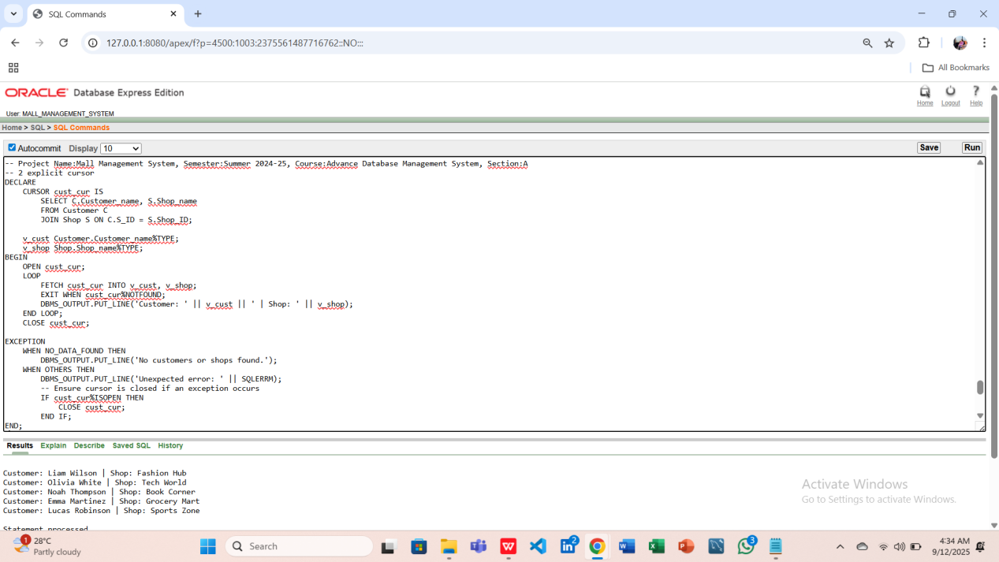 SQL Commands
127.0.0.1:8080/apex/f?p=4500:1003:2375561487716762::NO:::
All Bookmarks
ORACLE Database Express Edition
Home Logout Help
User: MALL_MANAGEMENT_SYSTEM
Home > SQL > SQL Commands
Autocommit Display 10 Save Run
-- Project Name:Mall Management System, Semester:Summer 2024-25, Course:Advance Database Management System, Section:A
-- 2 explicit cursor
DECLARE
    CURSOR cust_cur IS
        SELECT C.Customer_name, S.Shop_name
        FROM Customer C
        JOIN Shop S ON C.S_ID = S.Shop_ID;
    v_cust Customer.Customer_name%TYPE;
    v_shop Shop.Shop_name%TYPE;
BEGIN
    OPEN cust_cur;
    LOOP
        FETCH cust_cur INTO v_cust, v_shop;
        EXIT WHEN cust_cur%NOTFOUND;
        DBMS_OUTPUT.PUT_LINE('Customer: ' || v_cust || ' | Shop: ' || v_shop);
    END LOOP;
    CLOSE cust_cur;
EXCEPTION
    WHEN NO_DATA_FOUND THEN
        DBMS_OUTPUT.PUT_LINE('No customers or shops found.');
    WHEN OTHERS THEN
        DBMS_OUTPUT.PUT_LINE('Unexpected error: ' || SQLERRM);
        -- Ensure cursor is closed if an exception occurs
        IF cust_cur%ISOPEN THEN
            CLOSE cust_cur;
        END IF;
END;
Results Explain Describe Saved SQL History
Customer: Liam Wilson | Shop: Fashion Hub
Customer: Olivia White | Shop: Tech World
Customer: Noah Thompson | Shop: Book Corner
Customer: Emma Martinez | Shop: Grocery Mart
Customer: Lucas Robinson | Shop: Sports Zone
Statement processed
Activate Windows
Go to Settings to activate Windows.
1
28°C
Partly cloudy
Search
2
3
4:34 AM
9/12/2025